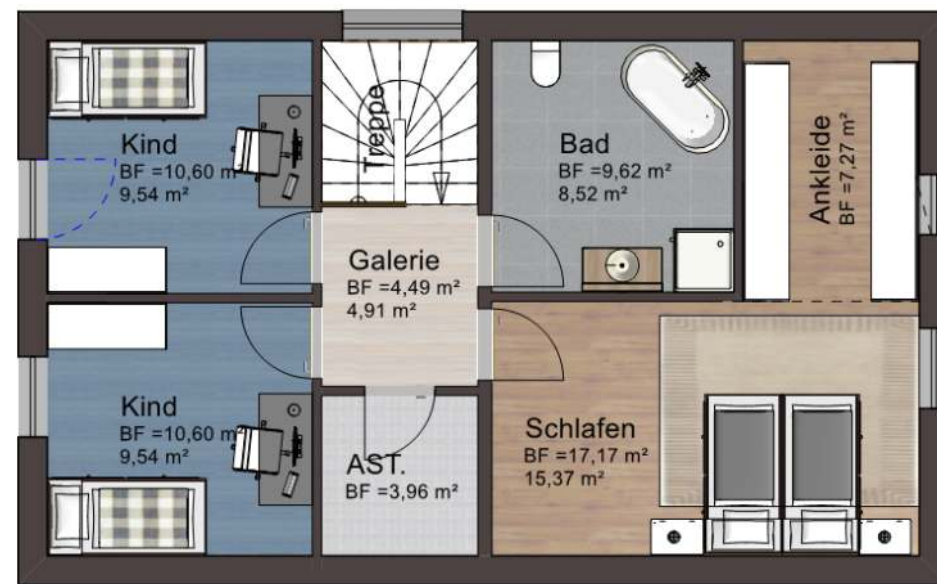 Kind
BF =10,60 m²
9,54 m²
Treppe
Bad
BF =9,62 m²
8,52 m²
Ankleide
BF =7,27 m²
Galerie
BF =4,49 m²
4,91 m²
Kind
BF =10,60 m²
9,54 m²
AST.
BF =3,96 m²
Schlafen
BF =17,17 m²
15,37 m²